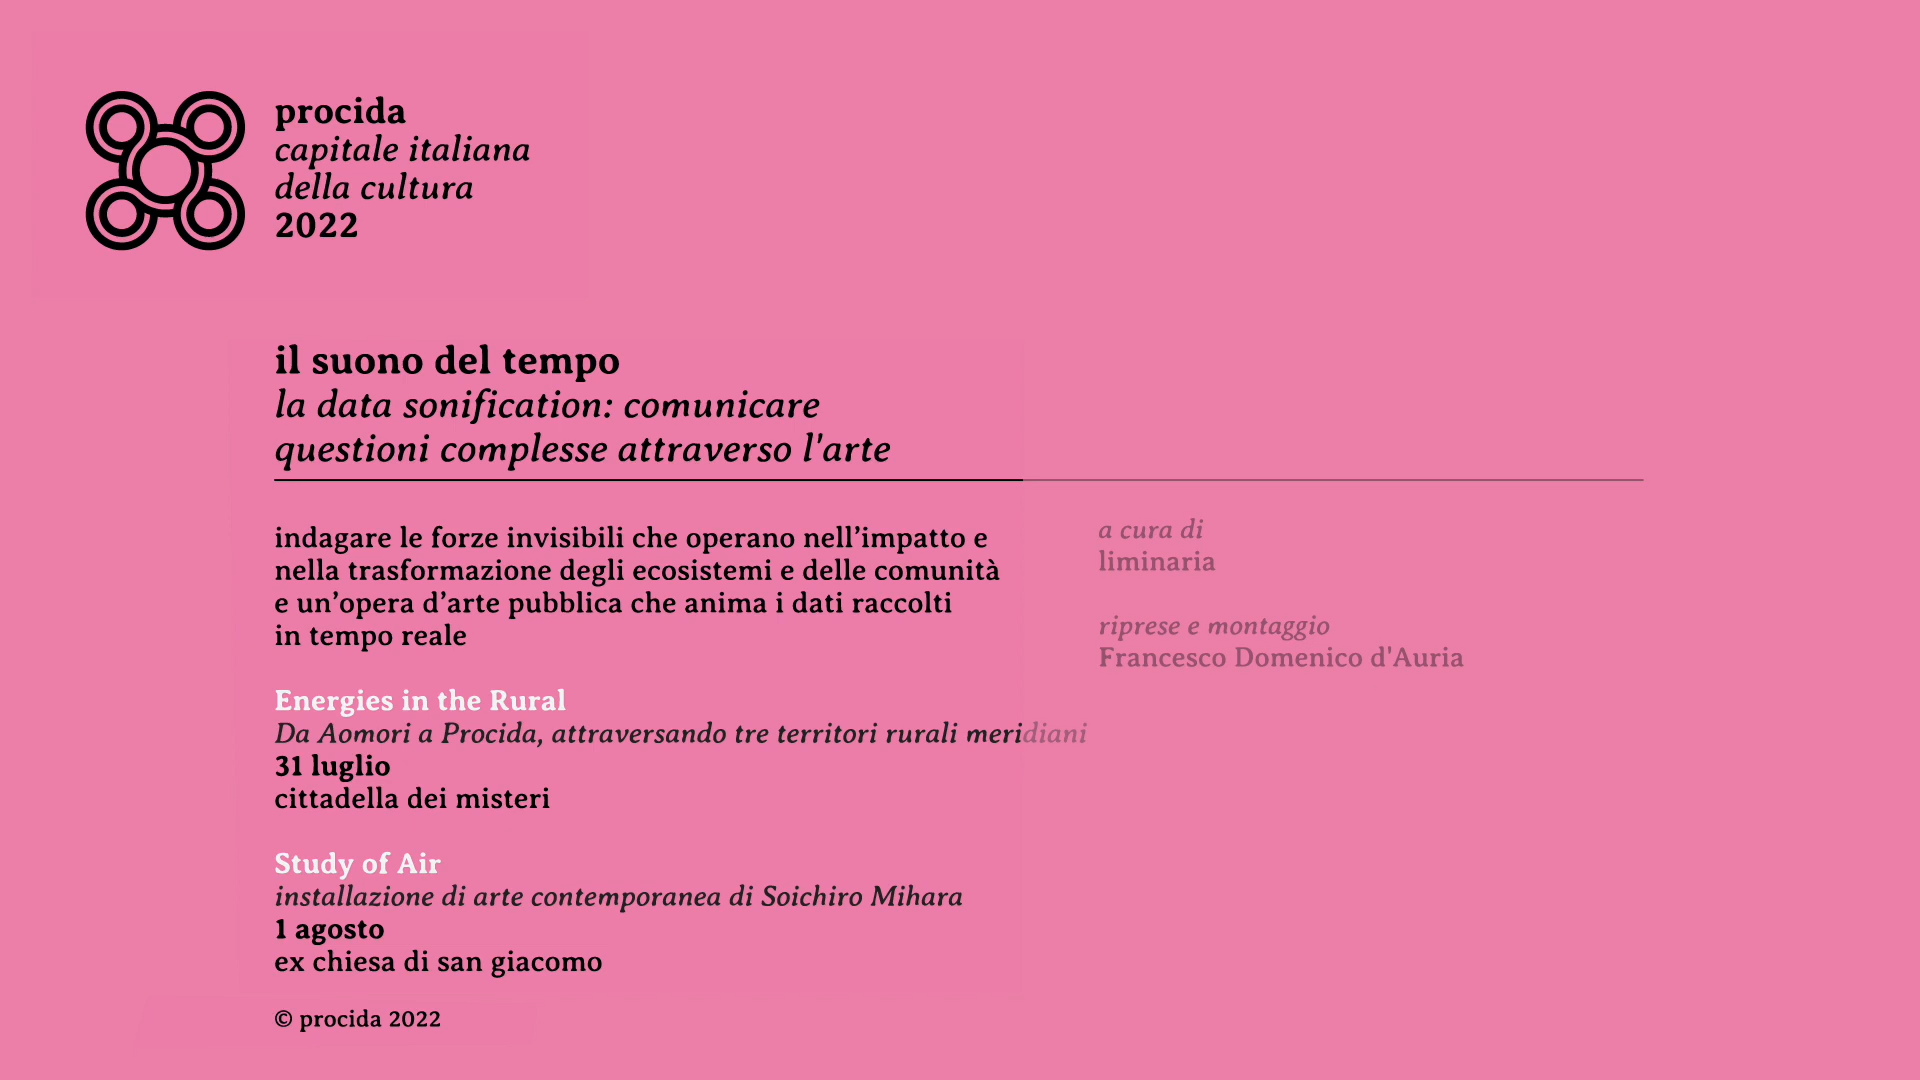 procida
capitale italiana
della cultura
2022
il suono del tempo
la data sonification: comunicare
questioni complesse attraverso l'arte
indagare le forze invisibili che operano nell’impatto e
nella trasformazione degli ecosistemi e delle comunità
e un’opera d’arte pubblica che anima i dati raccolti
in tempo reale
Energies in the Rural
Da Aomori a Procida, attraversando tre territori rurali meridiani
31 luglio
cittadella dei misteri
Study of Air
installazione di arte contemporanea di Soichiro Mihara
1 agosto
ex chiesa di san giacomo
a cura di
liminaria
riprese e montaggio
Francesco Domenico d'Auria
© procida 2022